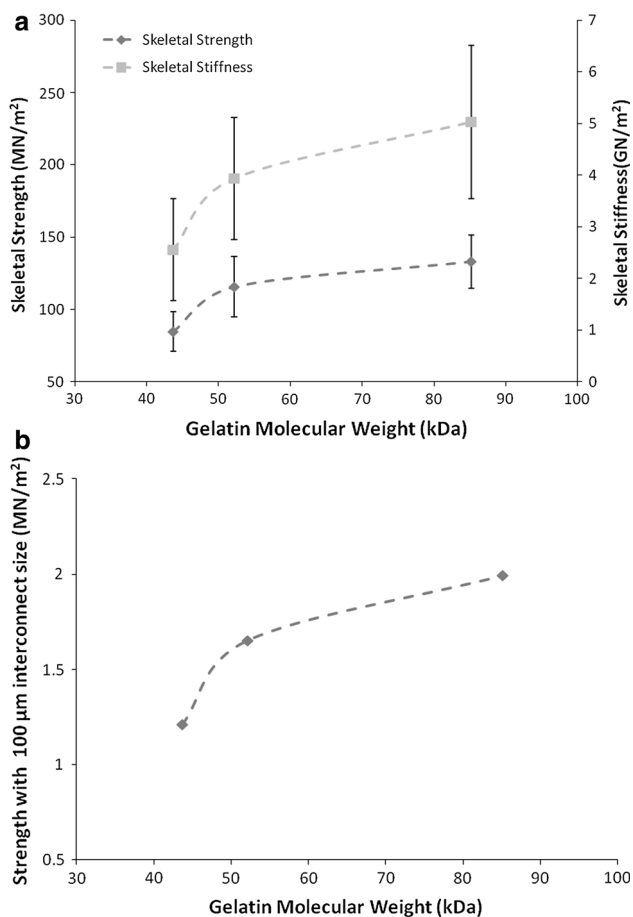 a
300
250
200
150
100
50
Skeletal Strength (MN/m²)
Skeletal Strength
Skeletal Stiffness
7
6
5
4
3
2
1
0
Skeletal Stiffness(GN/m²)
30 40 50 60 70 80 90 100
Gelatin Molecular Weight (kDa)
b
2.5
2
1.5
1
0.5
Strength with 100 μm interconnect size (MN/m²)
30 40 50 60 70 80 90 100
Gelatin Molecular Weight (kDa)